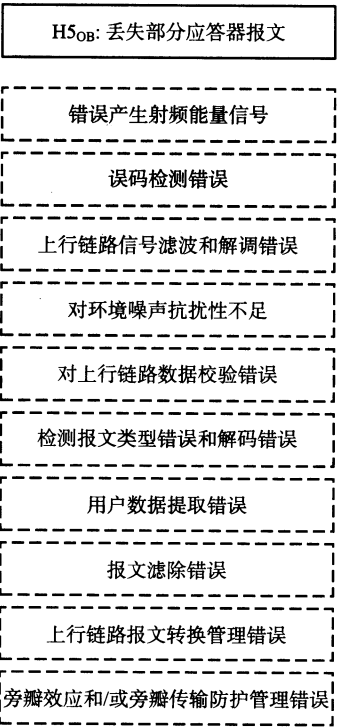 H5OB: 丢失部分应答器报文
错误产生射频能量信号
误码检测错误
上行链路信号滤波和解调错误
对环境噪声抗扰性不足
对上行链路数据校验错误
检测报文类型错误和解码错误
用户数据提取错误
报文滤除错误
上行链路报文转换管理错误
旁瓣效应和/或旁瓣传输防护管理错误